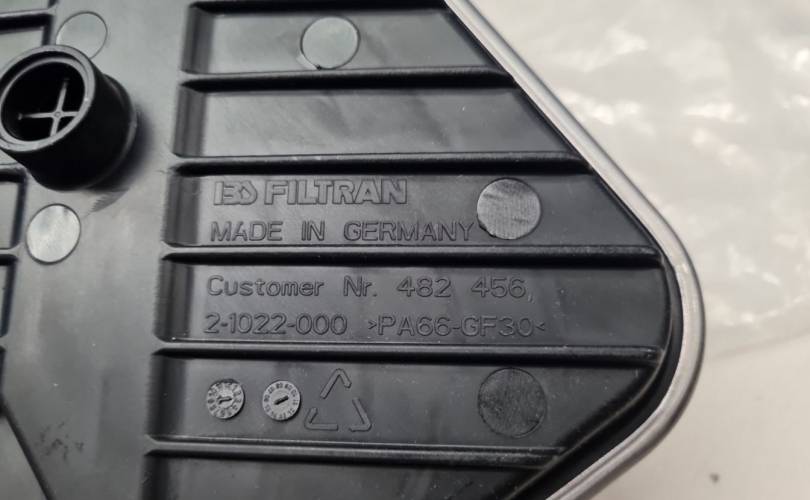 FILTRAN
MADE IN GERMANY
Customer Nr. 482 456,
2-1022-000 >PA66-GF30<